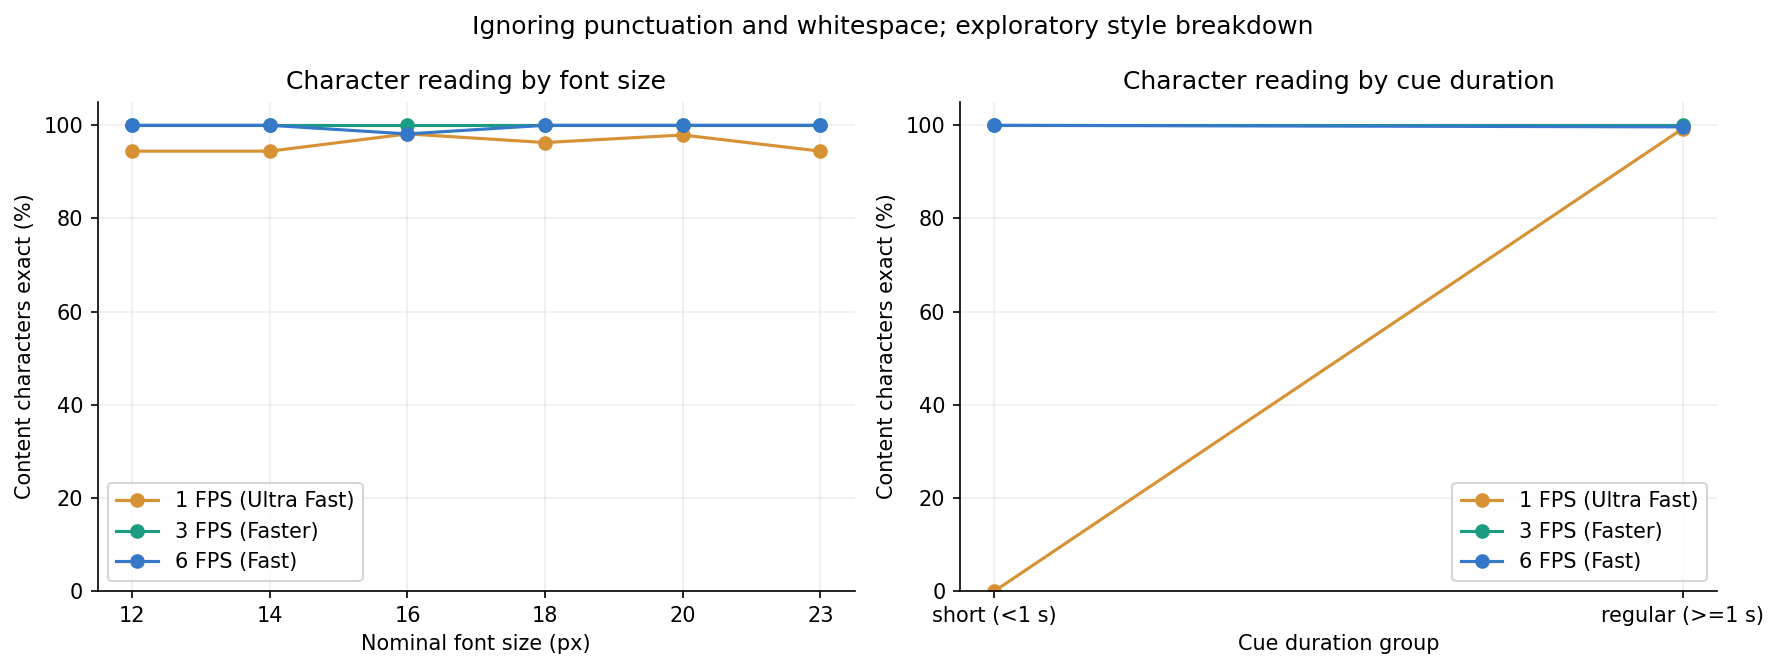 Ignoring punctuation and whitespace; exploratory style breakdown
Character reading by font size
Content characters exact (%)
100
80
60
40
20
0
1 FPS (Ultra Fast)
3 FPS (Faster)
6 FPS (Fast)
12 14 16 18 20 23
Nominal font size (px)
Character reading by cue duration
Content characters exact (%)
100
80
60
40
20
0
1 FPS (Ultra Fast)
3 FPS (Faster)
6 FPS (Fast)
short (<1 s) regular (>=1 s)
Cue duration group